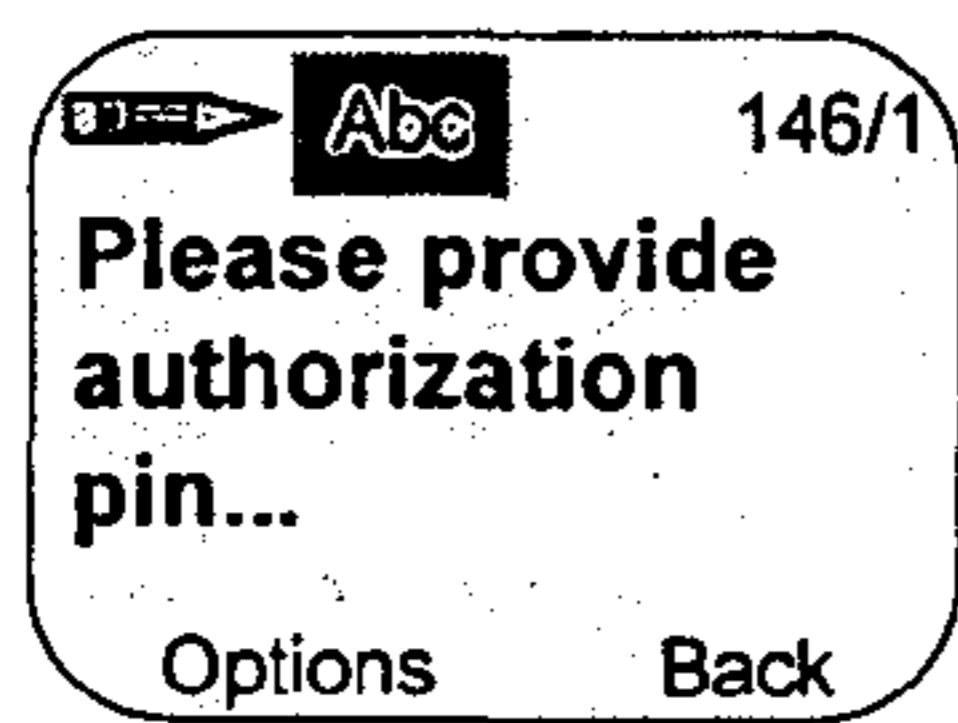 Abc 146/1
Please provide
authorization
pin...
Options Back